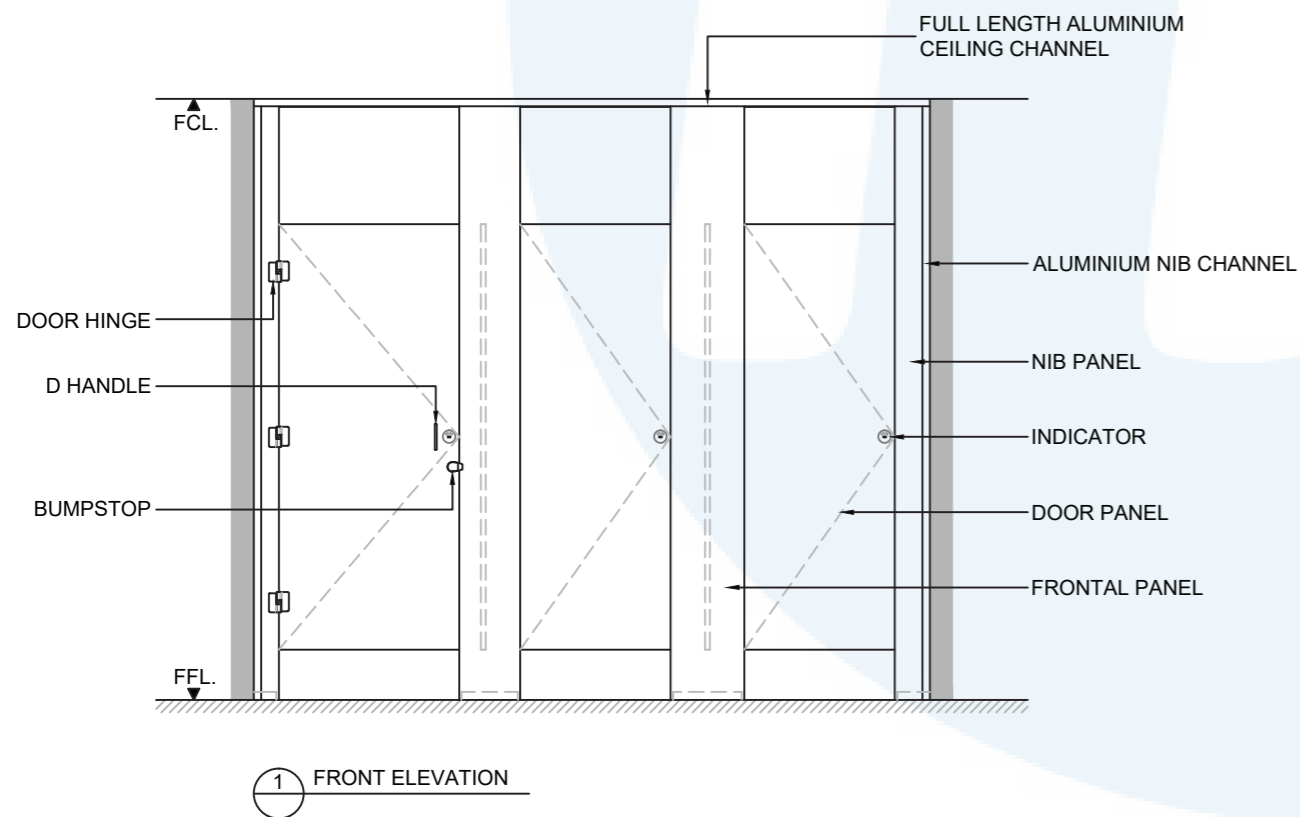 FULL LENGTH ALUMINIUM
CEILING CHANNEL
FCL.
ALUMINIUM NIB CHANNEL
DOOR HINGE
NIB PANEL
D HANDLE
INDICATOR
BUMPSTOP
DOOR PANEL
FRONTAL PANEL
FFL.
1 FRONT ELEVATION